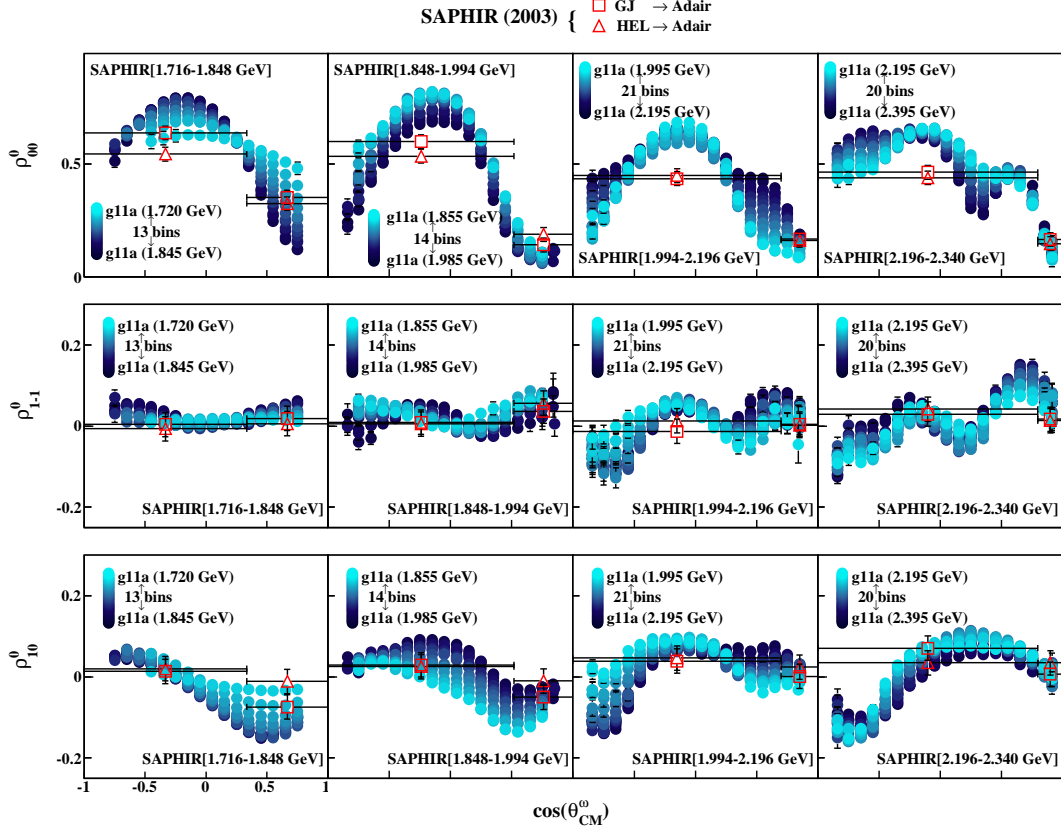 SAPHIR (2003) { GJ → Adair
HEL → Adair
ρ⁰₀₀
SAPHIR[1.716-1.848 GeV]
g11a (1.720 GeV)
13 bins
g11a (1.845 GeV)
SAPHIR[1.848-1.994 GeV]
g11a (1.855 GeV)
14 bins
g11a (1.985 GeV)
g11a (1.995 GeV)
21 bins
g11a (2.195 GeV)
SAPHIR[1.994-2.196 GeV]
g11a (2.195 GeV)
20 bins
g11a (2.395 GeV)
SAPHIR[2.196-2.340 GeV]
0.5
0
ρ⁰₁₋₁
g11a (1.720 GeV)
13 bins
g11a (1.845 GeV)
SAPHIR[1.716-1.848 GeV]
g11a (1.855 GeV)
14 bins
g11a (1.985 GeV)
SAPHIR[1.848-1.994 GeV]
g11a (1.995 GeV)
21 bins
g11a (2.195 GeV)
SAPHIR[1.994-2.196 GeV]
g11a (2.195 GeV)
20 bins
g11a (2.395 GeV)
SAPHIR[2.196-2.340 GeV]
0.2
0
-0.2
ρ⁰₁₀
g11a (1.720 GeV)
13 bins
g11a (1.845 GeV)
SAPHIR[1.716-1.848 GeV]
g11a (1.855 GeV)
14 bins
g11a (1.985 GeV)
SAPHIR[1.848-1.994 GeV]
g11a (1.995 GeV)
21 bins
g11a (2.195 GeV)
SAPHIR[1.994-2.196 GeV]
g11a (2.195 GeV)
20 bins
g11a (2.395 GeV)
SAPHIR[2.196-2.340 GeV]
0.2
0
-0.2
-1 -0.5 0 0.5 1
cos(θ^ω_CM)